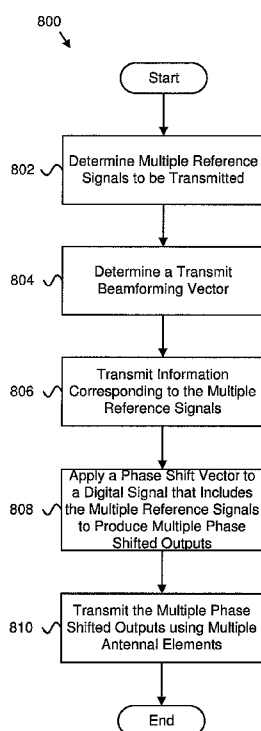 800
Start
802
Determine Multiple Reference
Signals to be Transmitted
804
Determine a Transmit
Beamforming Vector
806
Transmit Information
Corresponding to the Multiple
Reference Signals
808
Apply a Phase Shift Vector to
a Digital Signal that Includes
the Multiple Reference Signals
to Produce Multiple Phase
Shifted Outputs
810
Transmit the Multiple Phase
Shifted Outputs using Multiple
Antennal Elements
End